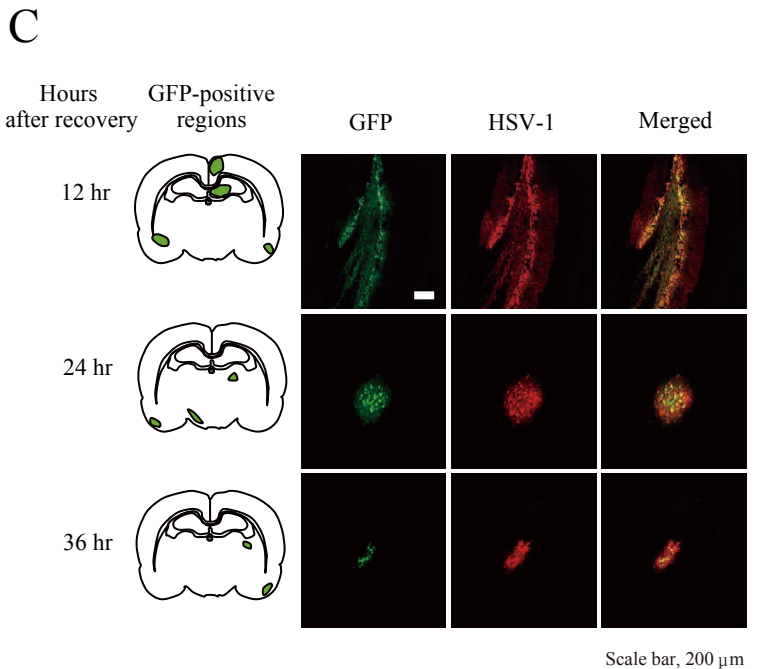 C
Hours
after recovery
GFP-positive
regions
GFP
HSV-1
Merged
12 hr
24 hr
36 hr
Scale bar, 200 μm